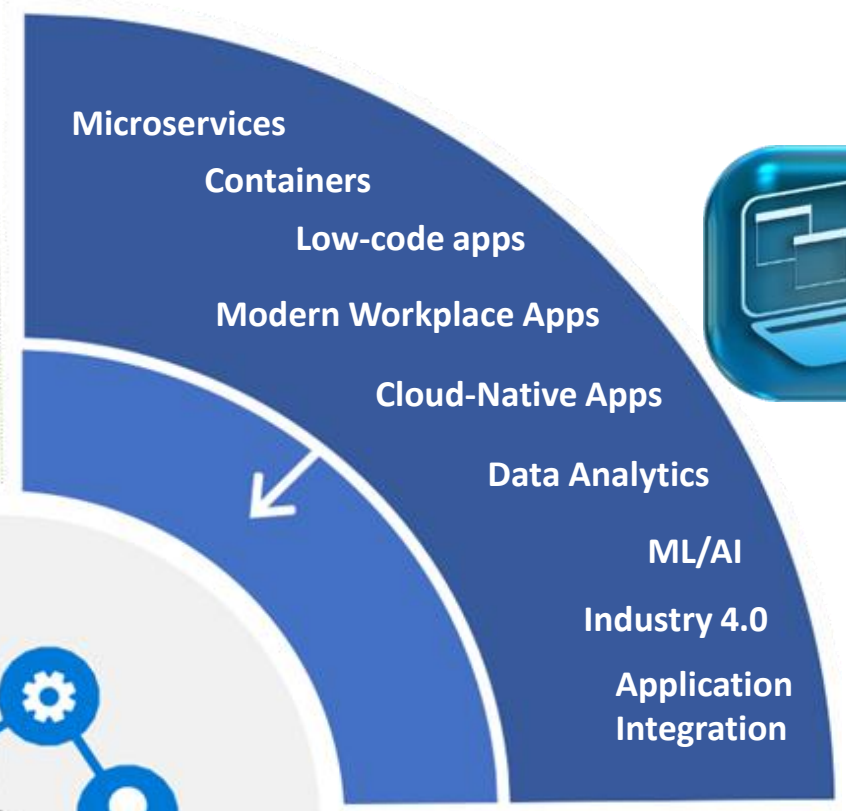 Microservices
Containers
Low-code apps
Modern Workplace Apps
Cloud-Native Apps
Data Analytics
ML/AI
Industry 4.0
Application
Integration